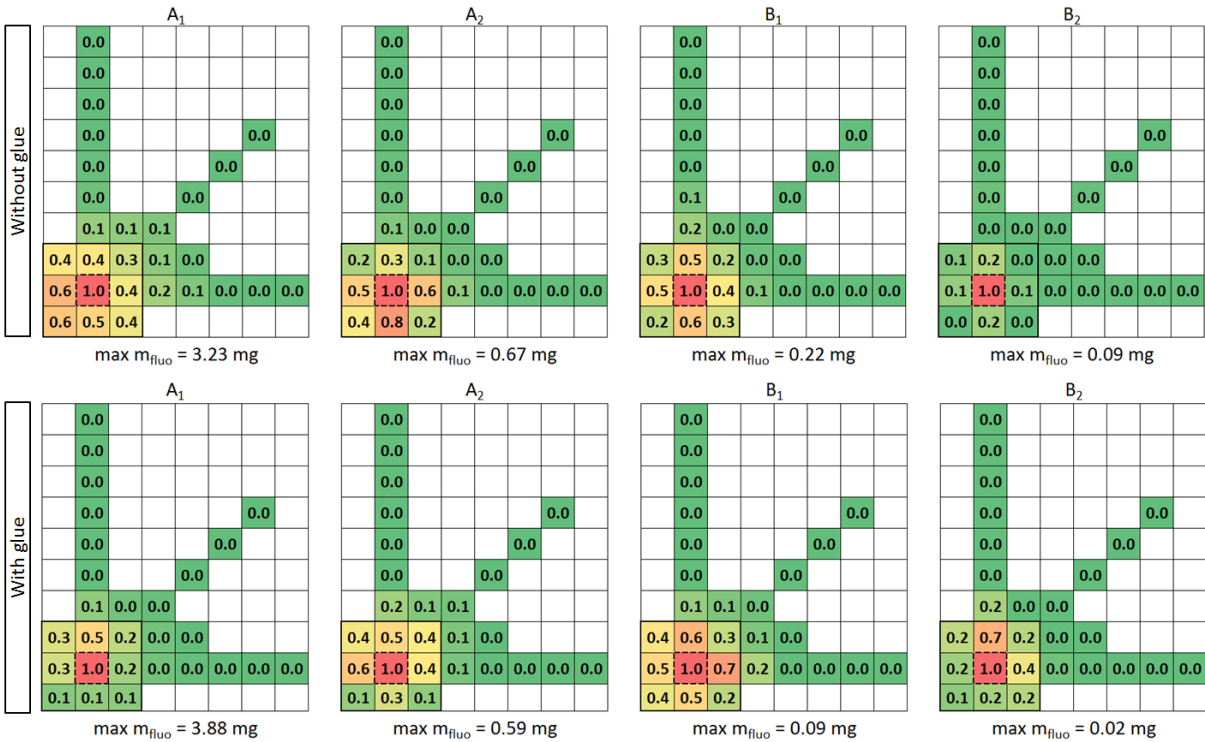 A1 A2 B1 B2
Without glue
0.0 0.0 0.0 0.0
0.0 0.0 0.0 0.0
0.0 0.0 0.0 0.0
0.0 0.0 0.0 0.0 0.0 0.0 0.0 0.0
0.0 0.0 0.0 0.0 0.0 0.0 0.0 0.0
0.0 0.0 0.0 0.0 0.1 0.0 0.0 0.0
0.1 0.1 0.1 0.1 0.0 0.0 0.2 0.0 0.0 0.0 0.0 0.0
0.4 0.4 0.3 0.1 0.0 0.2 0.3 0.1 0.0 0.0 0.3 0.5 0.2 0.0 0.0 0.1 0.2 0.0 0.0 0.0
0.6 1.0 0.4 0.2 0.1 0.0 0.0 0.0 0.5 1.0 0.6 0.1 0.0 0.0 0.0 0.0 0.5 1.0 0.4 0.1 0.0 0.0 0.0 0.0 0.1 1.0 0.1 0.0 0.0 0.0 0.0 0.0
0.6 0.5 0.4 0.4 0.8 0.2 0.2 0.6 0.3 0.0 0.2 0.0
max mfluo = 3.23 mg max mfluo = 0.67 mg max mfluo = 0.22 mg max mfluo = 0.09 mg
A1 A2 B1 B2
With glue
0.0 0.0 0.0 0.0
0.0 0.0 0.0 0.0
0.0 0.0 0.0 0.0
0.0 0.0 0.0 0.0 0.0 0.0 0.0 0.0
0.0 0.0 0.0 0.0 0.0 0.0 0.0 0.0
0.0 0.0 0.0 0.0 0.0 0.0 0.0 0.0
0.1 0.0 0.0 0.2 0.1 0.1 0.1 0.1 0.0 0.2 0.0 0.0
0.3 0.5 0.2 0.0 0.0 0.4 0.5 0.4 0.1 0.0 0.4 0.6 0.3 0.1 0.0 0.2 0.7 0.2 0.0 0.0
0.3 1.0 0.2 0.0 0.0 0.0 0.0 0.0 0.6 1.0 0.4 0.1 0.0 0.0 0.0 0.0 0.5 1.0 0.7 0.2 0.0 0.0 0.0 0.0 0.2 1.0 0.4 0.0 0.0 0.0 0.0 0.0
0.1 0.1 0.1 0.1 0.3 0.1 0.4 0.5 0.2 0.1 0.2 0.2
max mfluo = 3.88 mg max mfluo = 0.59 mg max mfluo = 0.09 mg max mfluo = 0.02 mg